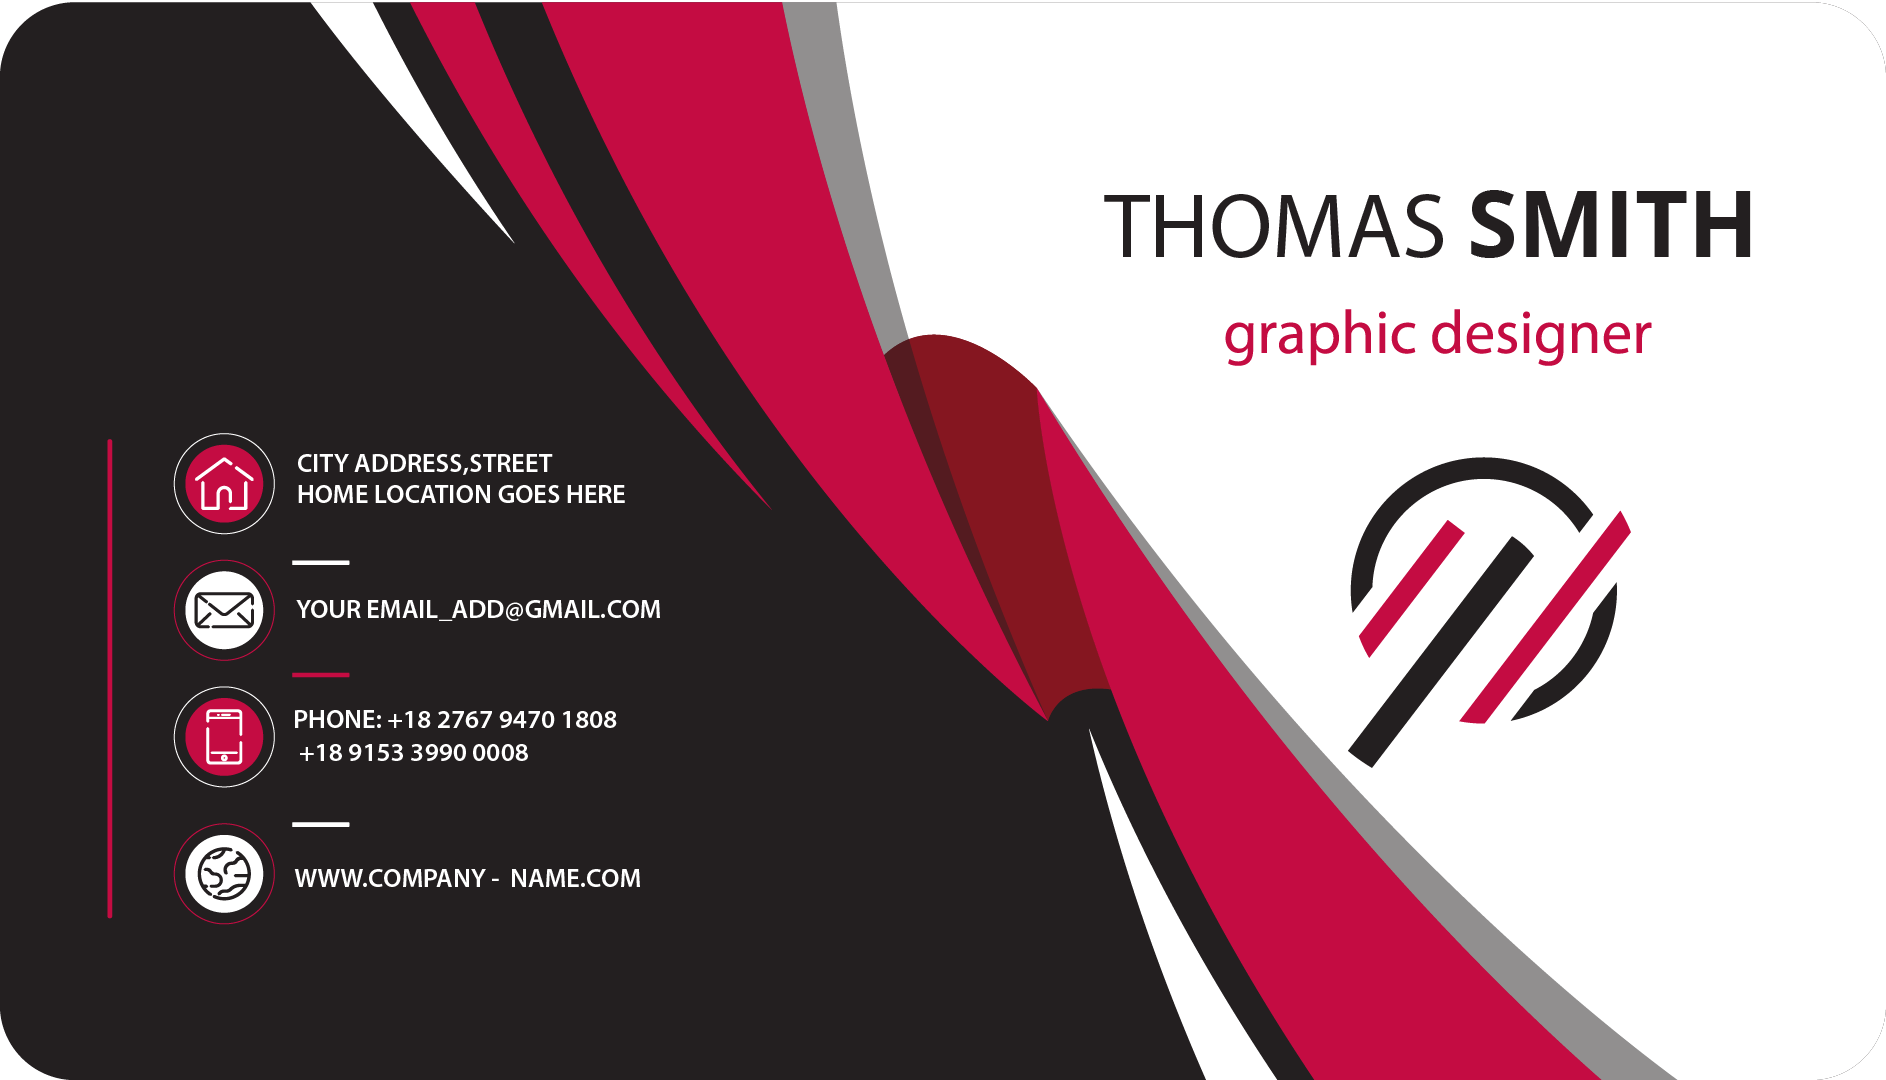 THOMAS SMITH
graphic designer
CITY ADDRESS,STREET
HOME LOCATION GOES HERE
YOUR EMAIL_ADD@GMAIL.COM
PHONE: +18 2767 9470 1808
+18 9153 3990 0008
WWW.COMPANY - NAME.COM